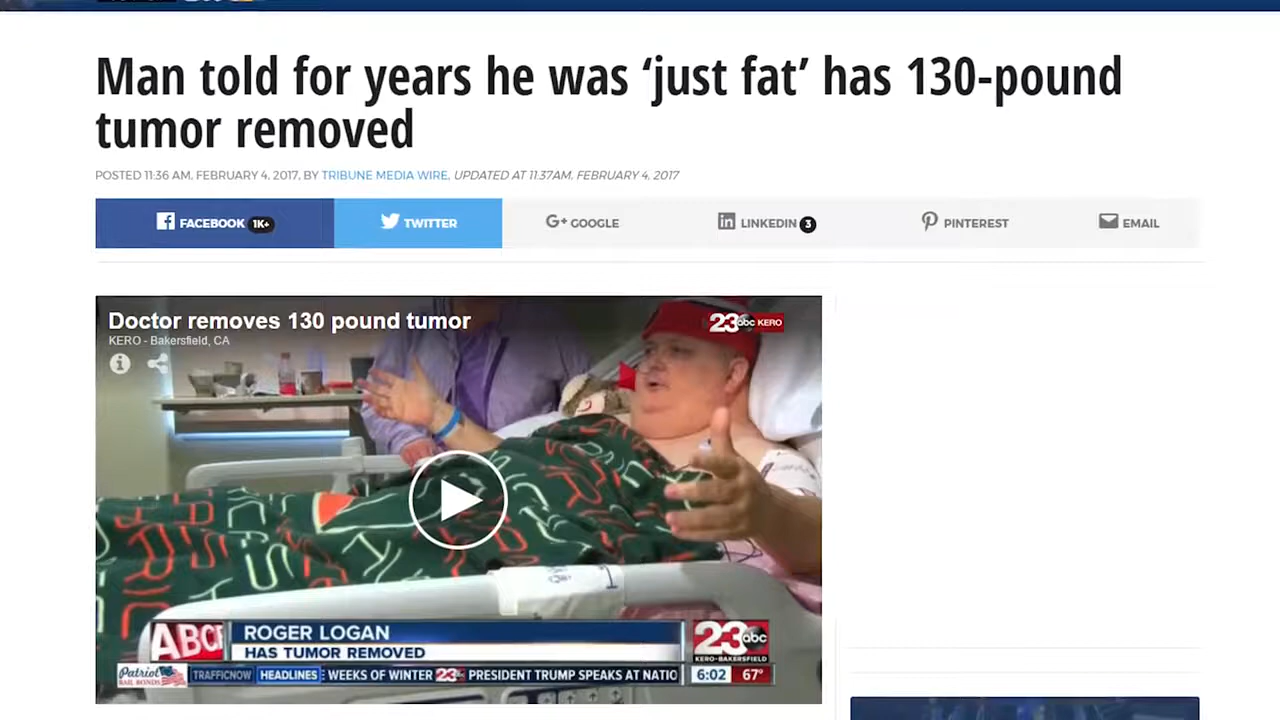 Man told for years he was ‘just fat’ has 130-pound
tumor removed
POSTED 11:36 AM, FEBRUARY 4, 2017, BY TRIBUNE MEDIA WIRE, UPDATED AT 11:37AM, FEBRUARY 4, 2017
FACEBOOK 1K+
TWITTER
G+ GOOGLE
in LINKEDIN 3
PINTEREST
EMAIL
Doctor removes 130 pound tumor
23 abc KERO
KERO - Bakersfield, CA
ABC
ROGER LOGAN
HAS TUMOR REMOVED
23 abc
KERO-BAKERSFIELD
Patriot
BAIL BONDS
TRAFFICNOW HEADLINES WEEKS OF WINTER 23 PRESIDENT TRUMP SPEAKS AT NATIO
6:02 67°